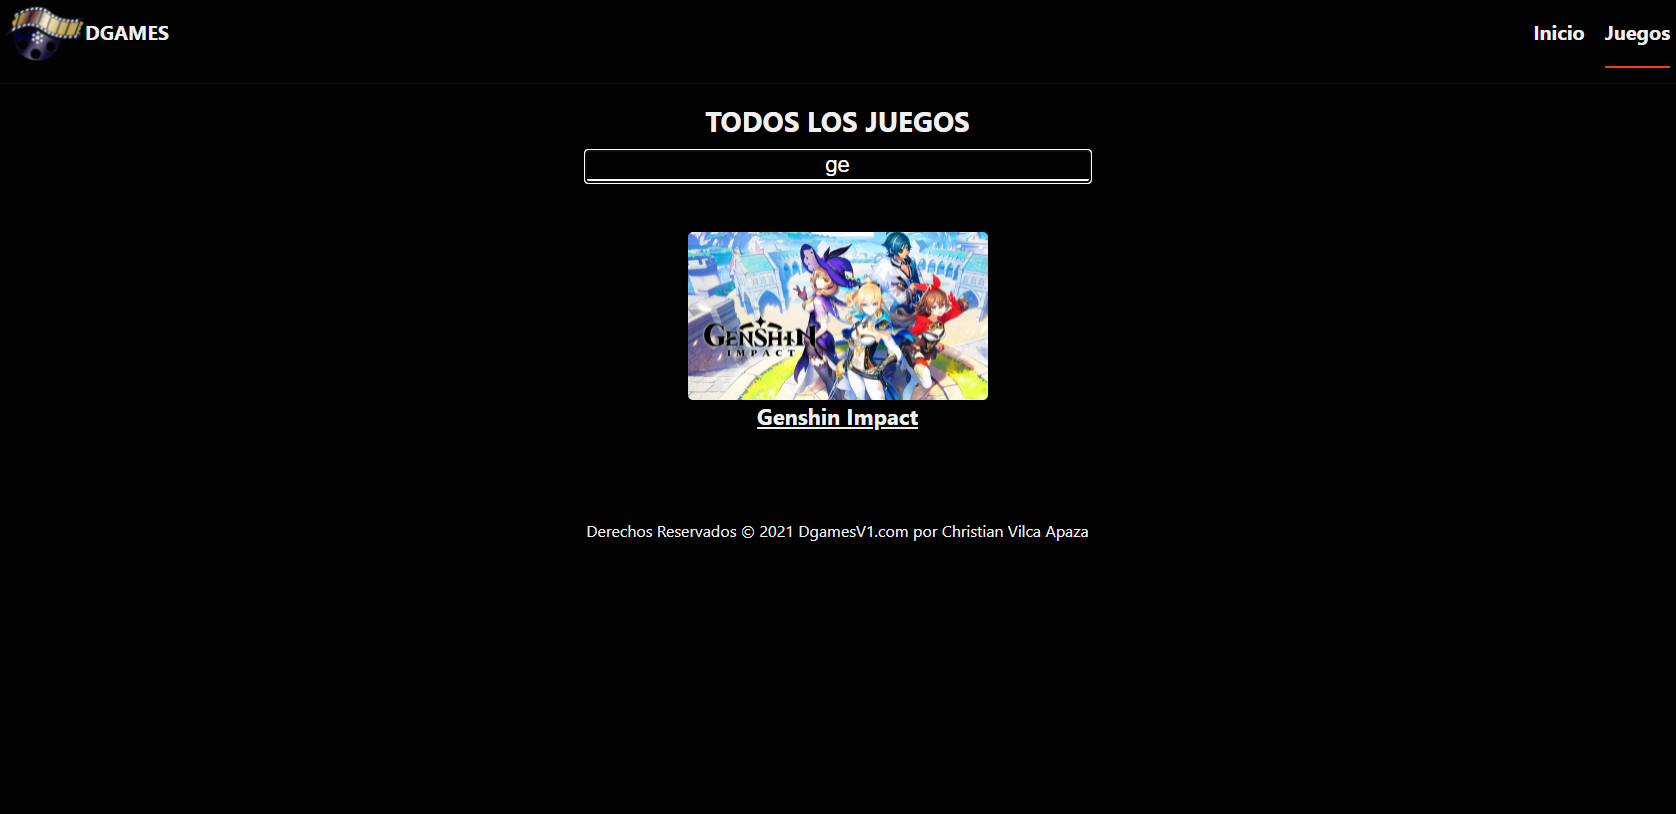 DGAMES
Inicio Juegos
TODOS LOS JUEGOS
ge
GENSHIN
IMPACT
Genshin Impact
Derechos Reservados © 2021 DgamesV1.com por Christian Vilca Apaza